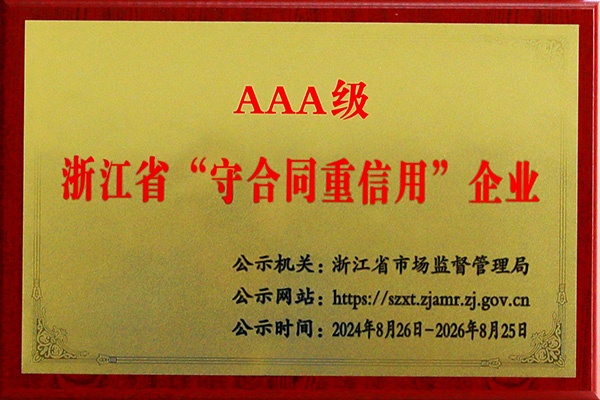 AAA级
浙江省“守合同重信用”企业
公示机关：浙江省市场监督管理局
公示网站：https://szxt.zjamr.zj.gov.cn
公示时间：2024年8月26日-2026年8月25日